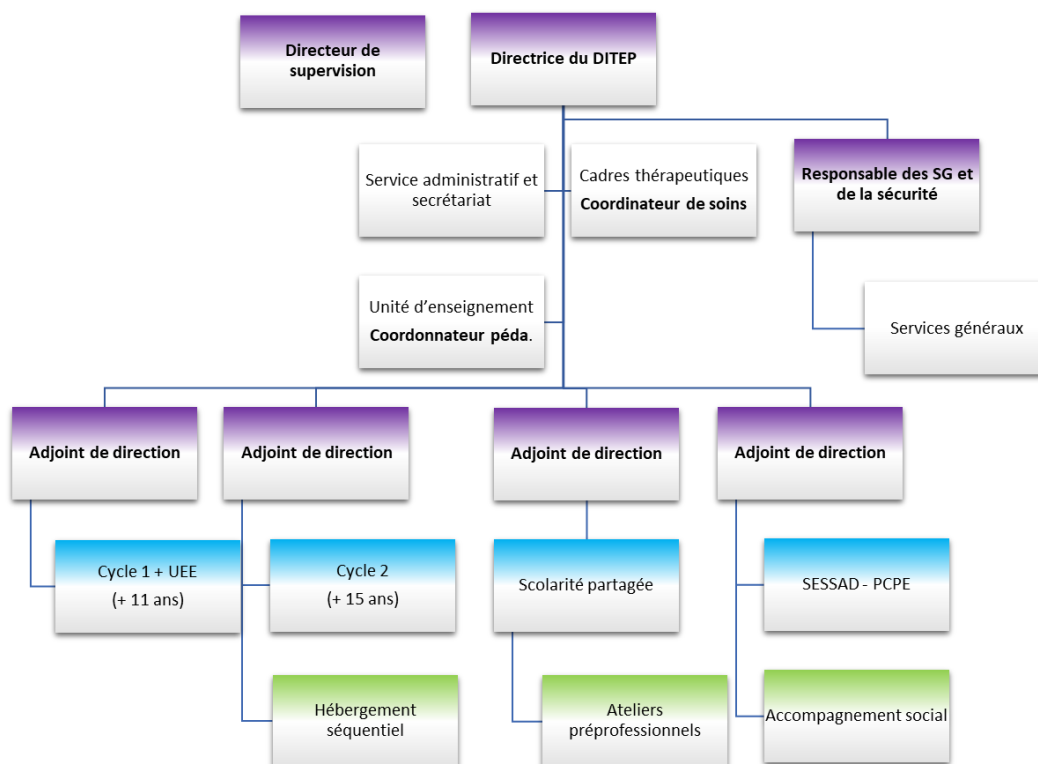 Directeur de
supervision
Directrice du DITEP
Service administratif et
secrétariat
Cadres thérapeutiques
Coordinateur de soins
Responsable des SG et
de la sécurité
Unité d'enseignement
Coordonnateur péda.
Services généraux
Adjoint de direction
Adjoint de direction
Adjoint de direction
Adjoint de direction
Cycle 1 + UEE
(+ 11 ans)
Cycle 2
(+ 15 ans)
Scolarité partagée
SESSAD - PCPE
Hébergement
séquentiel
Ateliers
préprofessionnels
Accompagnement social